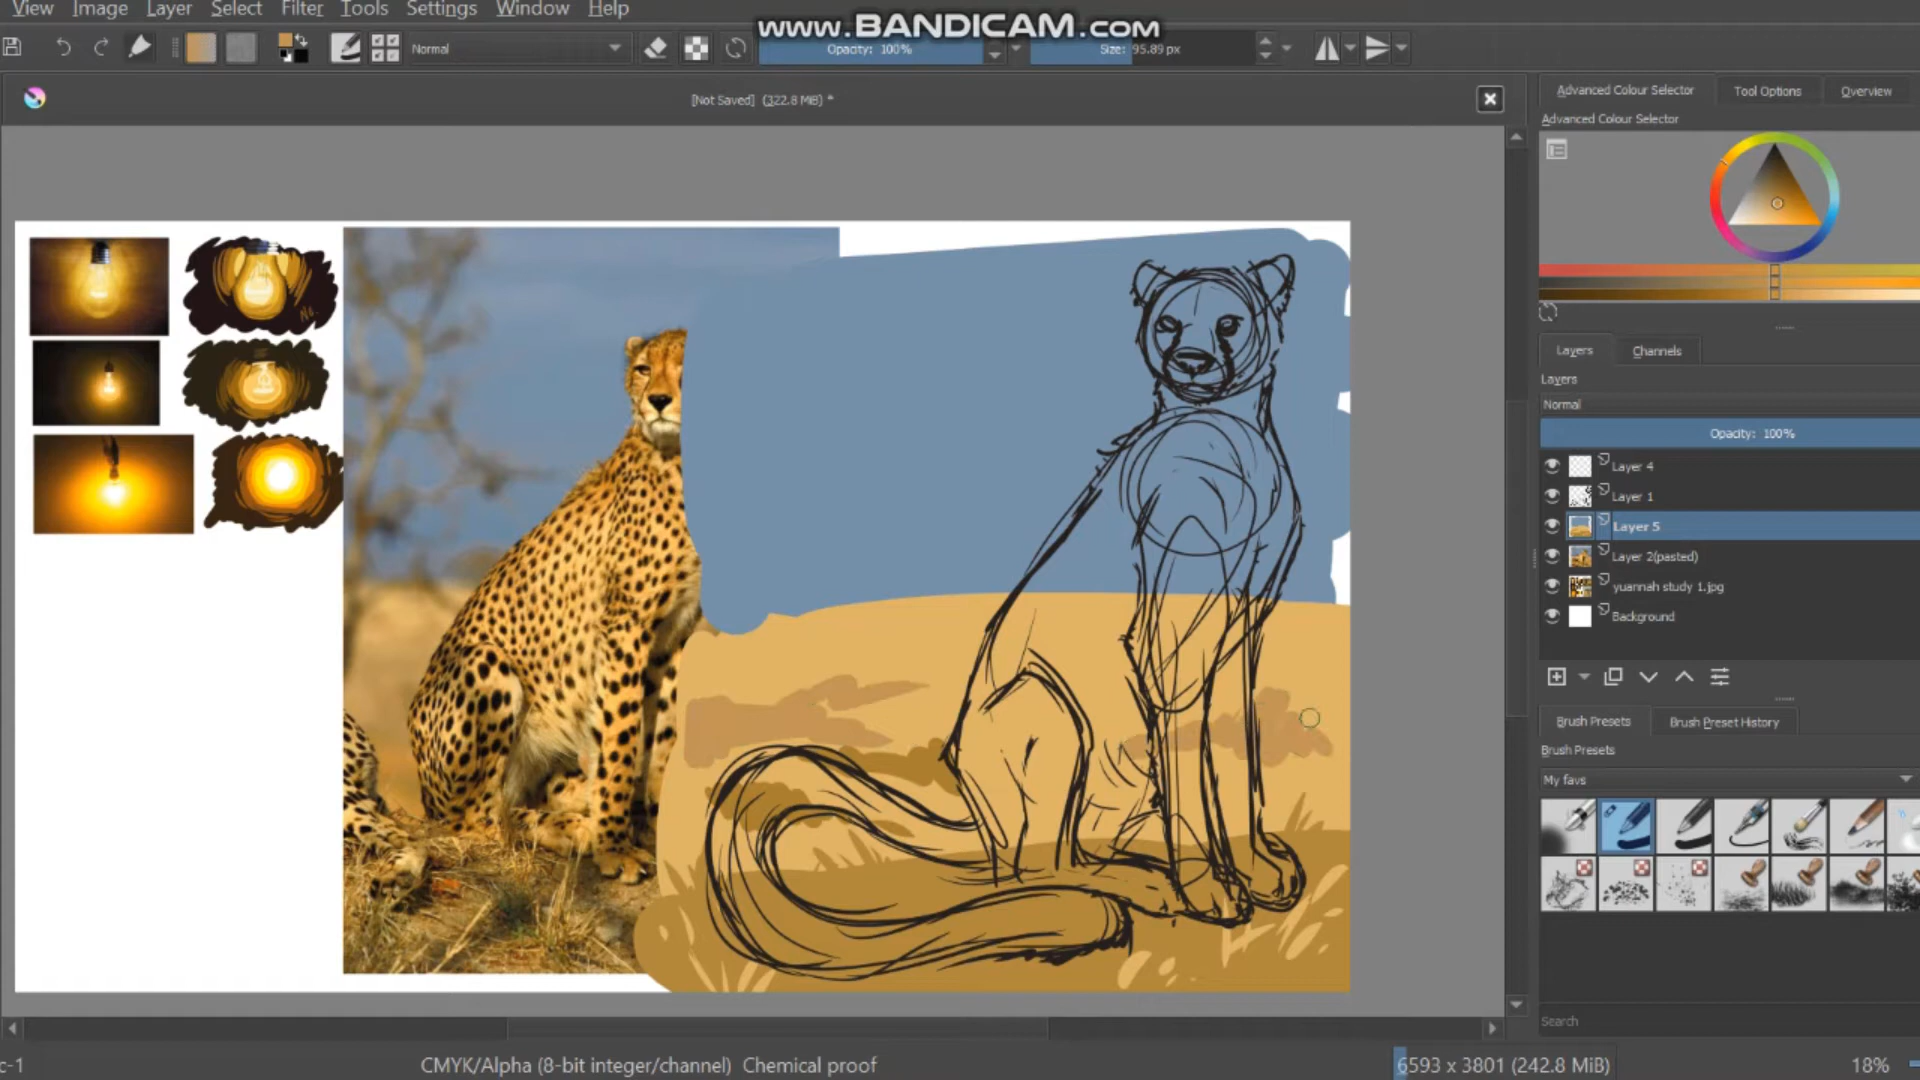 View Image Layer Select Filter Tools Settings Window Help
www.BANDICAM.com
Normal
Opacity: 100%
Size: 95.89 px
[Not Saved] (322.8 MiB) *
Advanced Colour Selector Tool Options Overview
Advanced Colour Selector
Layers Channels
Layers
Normal
Opacity: 100%
Layer 4
Layer 1
Layer 5
Layer 2(pasted)
yuannah study 1.jpg
Background
Brush Presets Brush Preset History
Brush Presets
My favs
Search
c-1 CMYK/Alpha (8-bit integer/channel) Chemical proof 6593 x 3801 (242.8 MiB) 18%